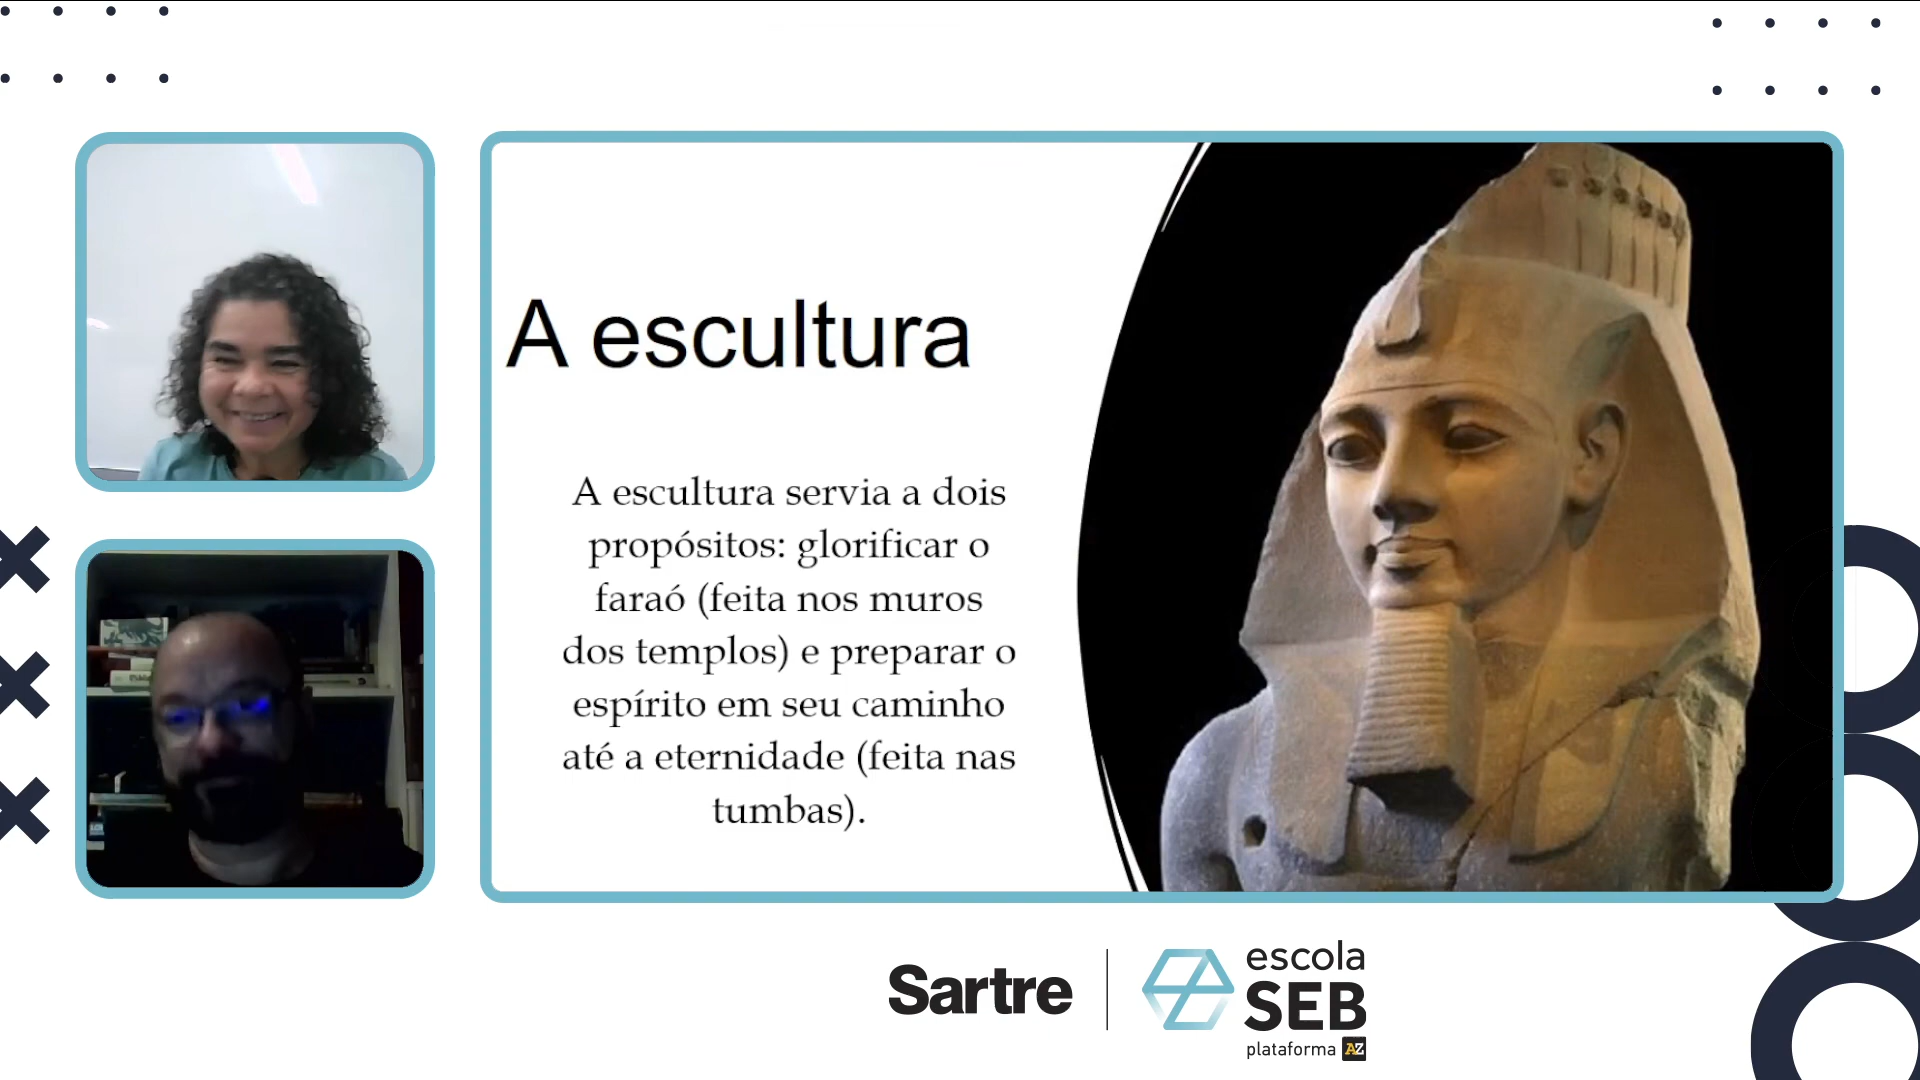 A escultura
A escultura servia a dois
propósitos: glorificar o
faraó (feita nos muros
dos templos) e preparar o
espírito em seu caminho
até a eternidade (feita nas
tumbas).
Sartre
escola
SEB
plataforma AZ